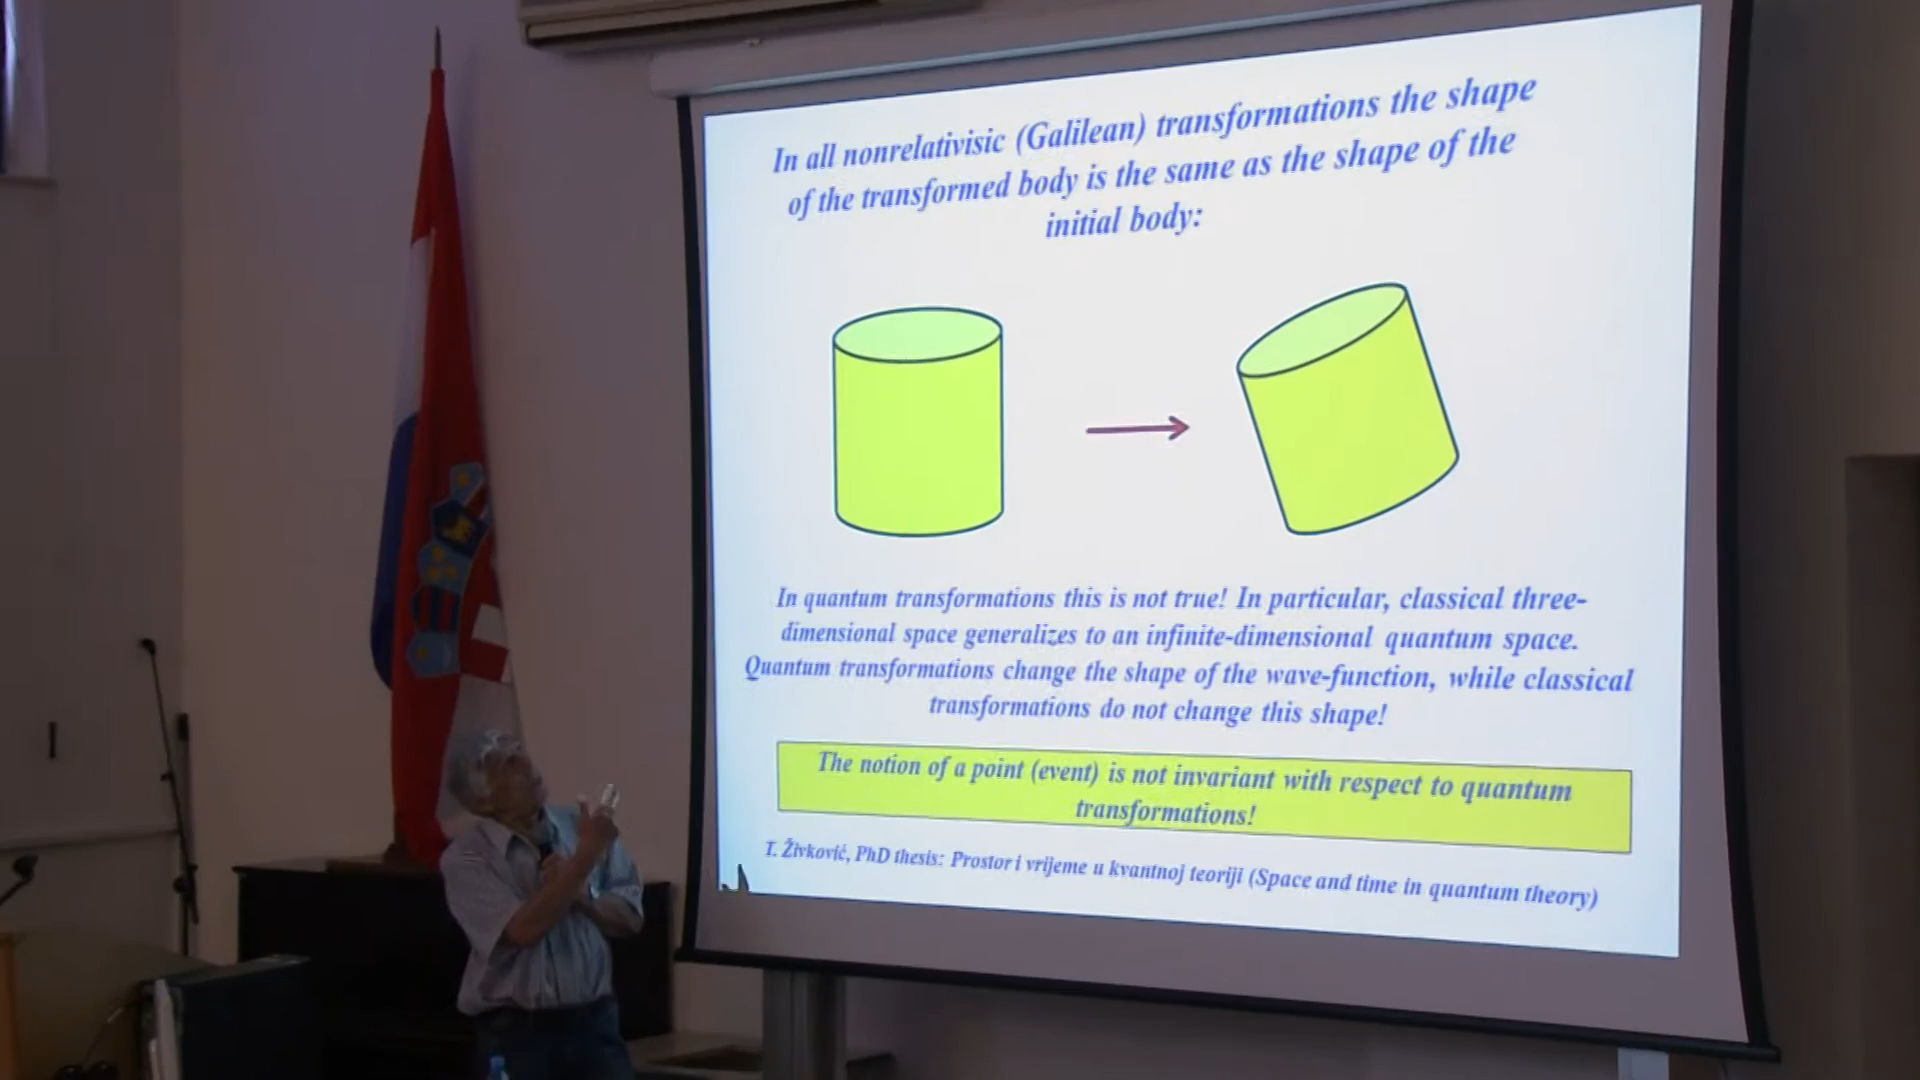 In all nonrelativisic (Galilean) transformations the shape
of the transformed body is the same as the shape of the
initial body:
In quantum transformations this is not true! In particular, classical three-
dimensional space generalizes to an infinite-dimensional quantum space.
Quantum transformations change the shape of the wave-function, while classical
transformations do not change this shape!
The notion of a point (event) is not invariant with respect to quantum
transformations!
T. Živković, PhD thesis: Prostor i vrijeme u kvantnoj teoriji (Space and time in quantum theory)